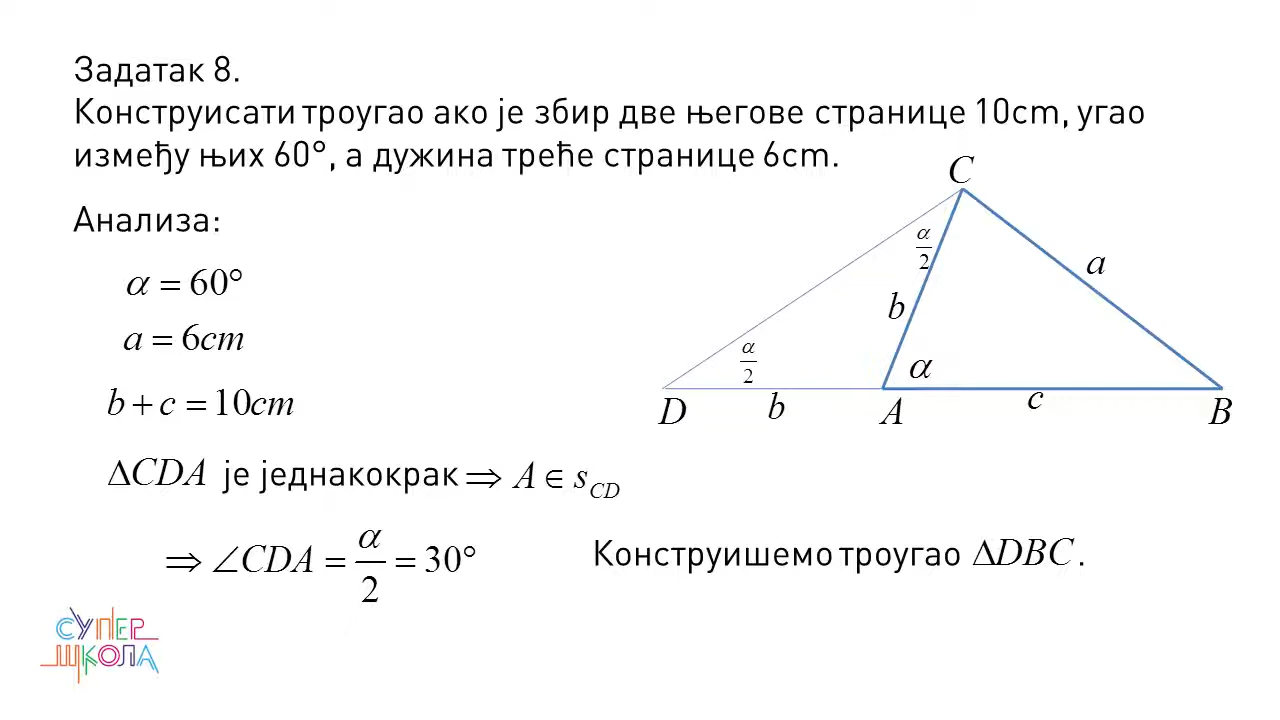 Задатак 8.
Конструисати троугао ако је збир две његове странице 10cm, угао
између њих 60°, а дужина треће странице 6cm.
C
Анализа:
α/2
a
α = 60°
b
a = 6cm
α/2
α
b + c = 10cm
D
b
A
c
B
ΔCDA је једнакокрак ⇒ A ∈ s_CD
⇒ ∠CDA = α/2 = 30°
Конструишемо троугао ΔDBC.
СУПЕР
ШКОЛА